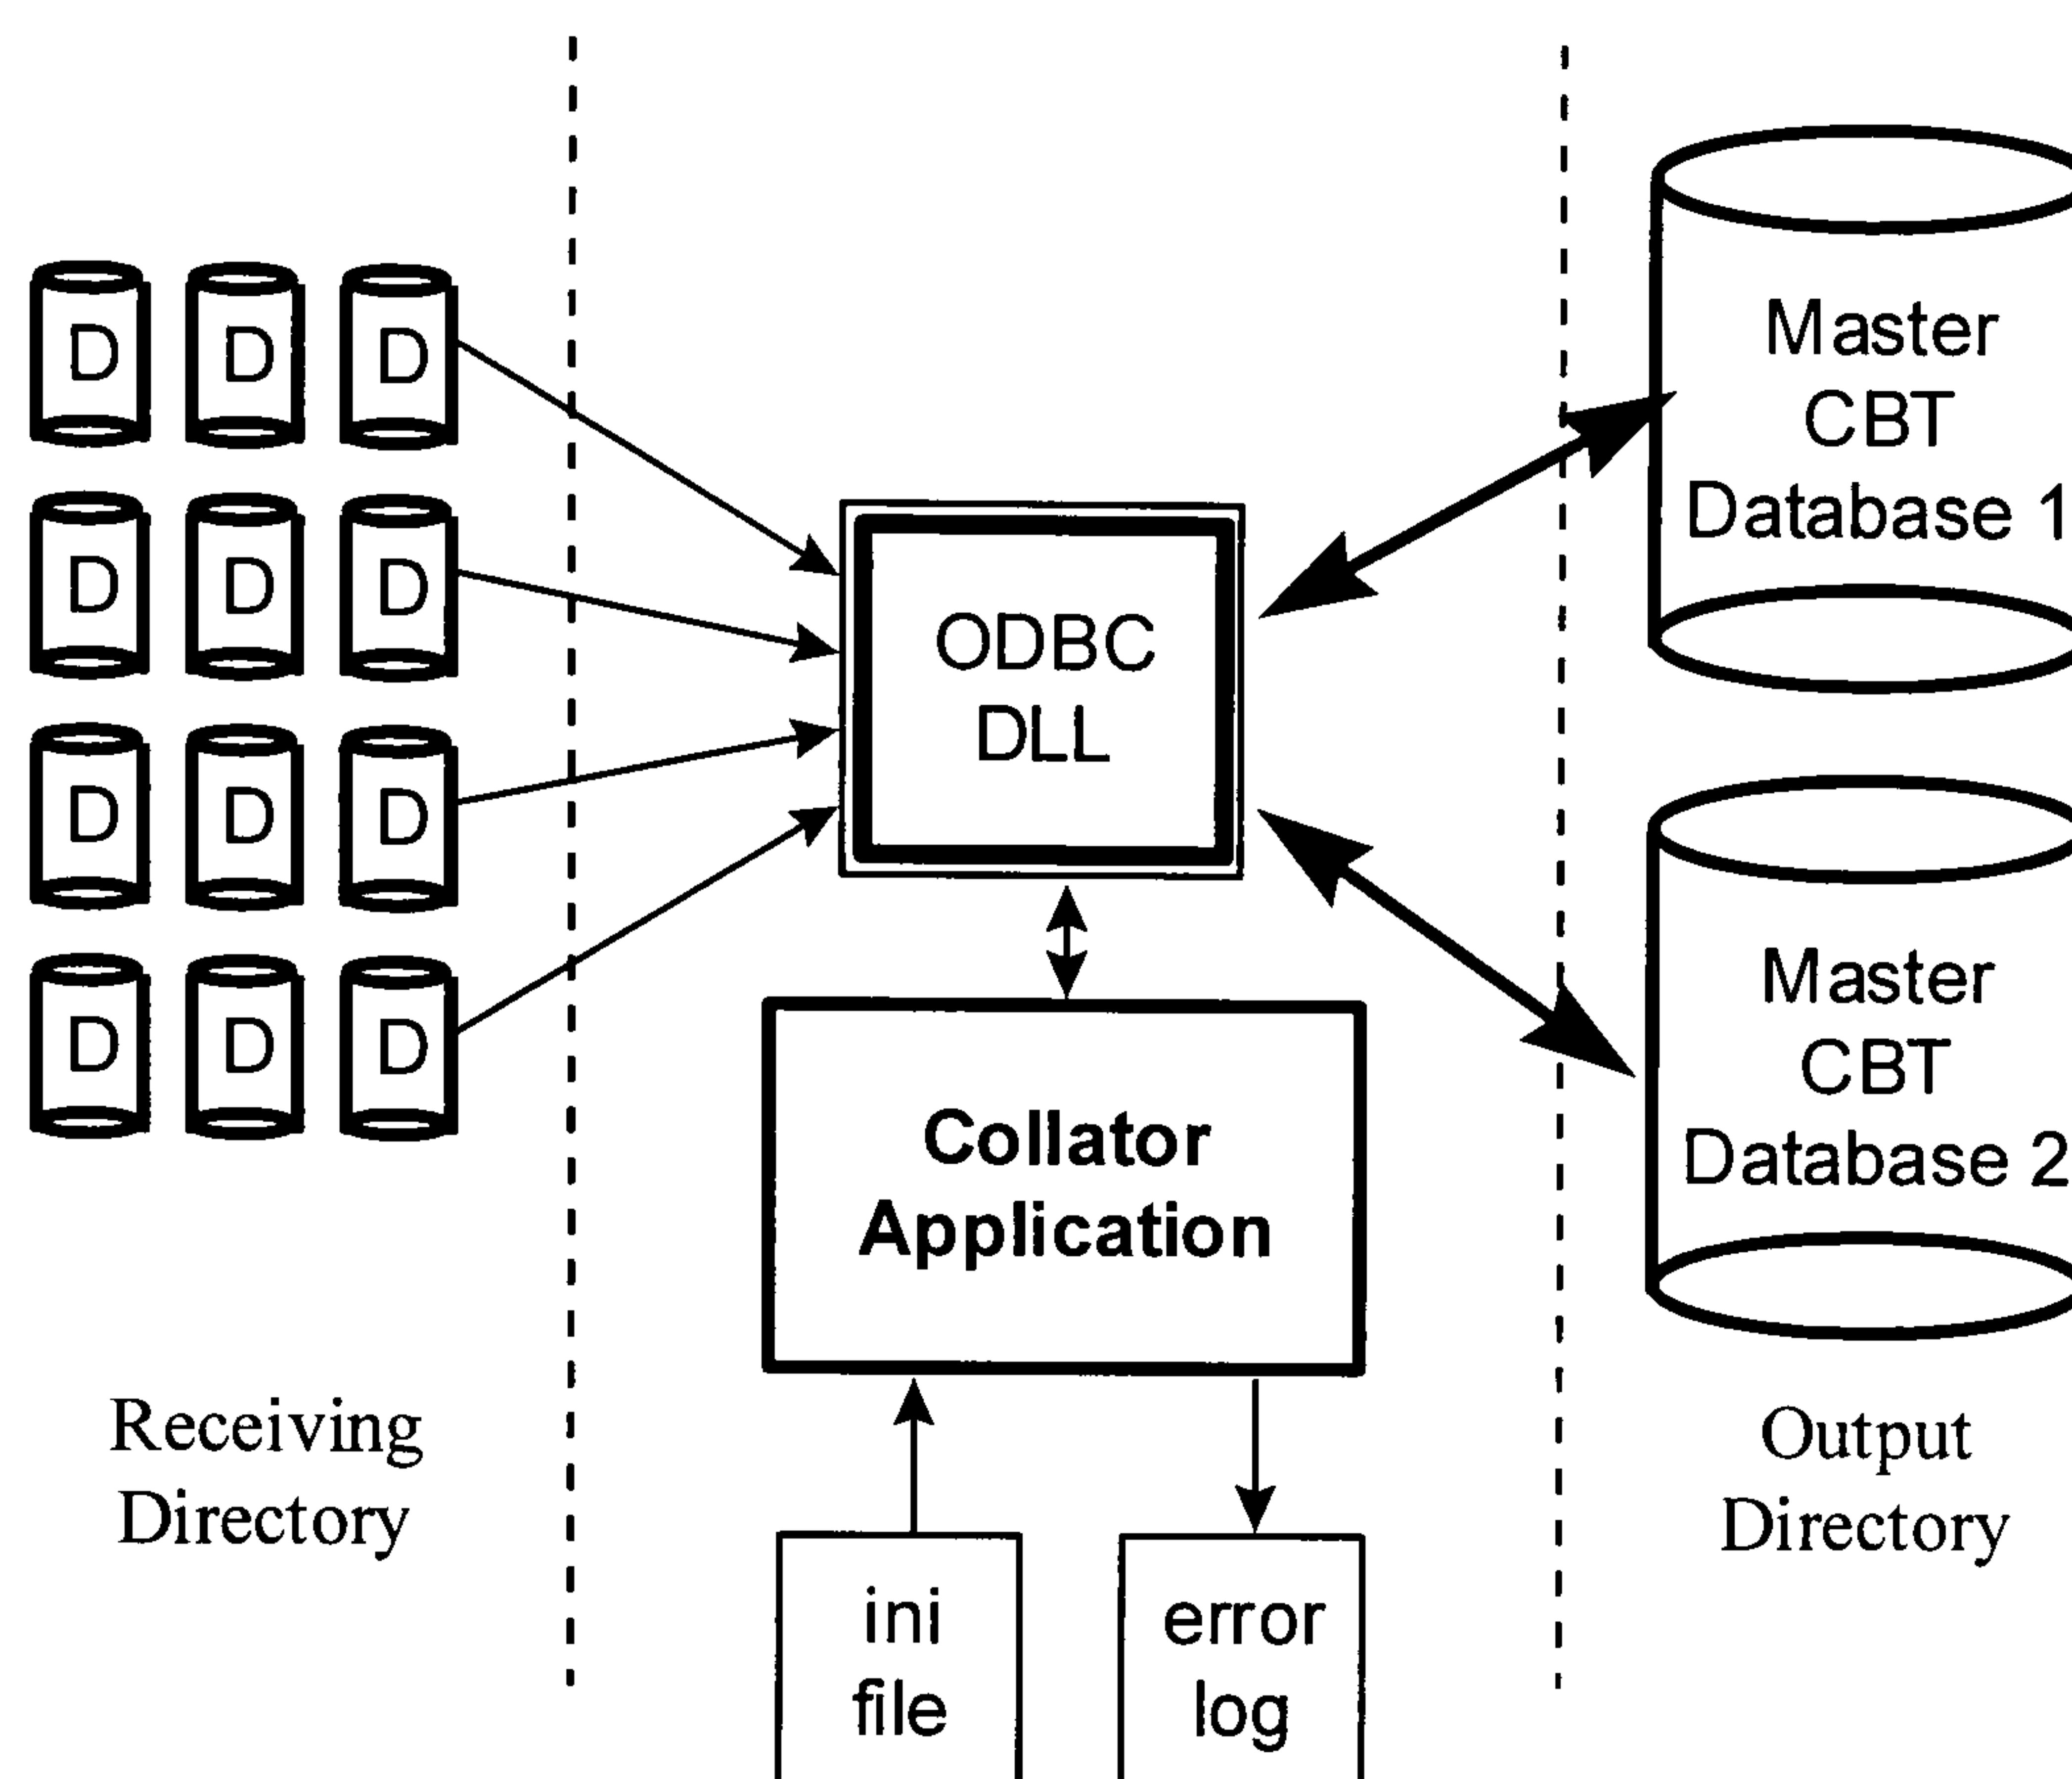 D D D
D D D
D D D
D D D
Receiving
Directory
ODBC
DLL
Collator
Application
ini
file
error
log
Master
CBT
Database 1
Master
CBT
Database 2
Output
Directory